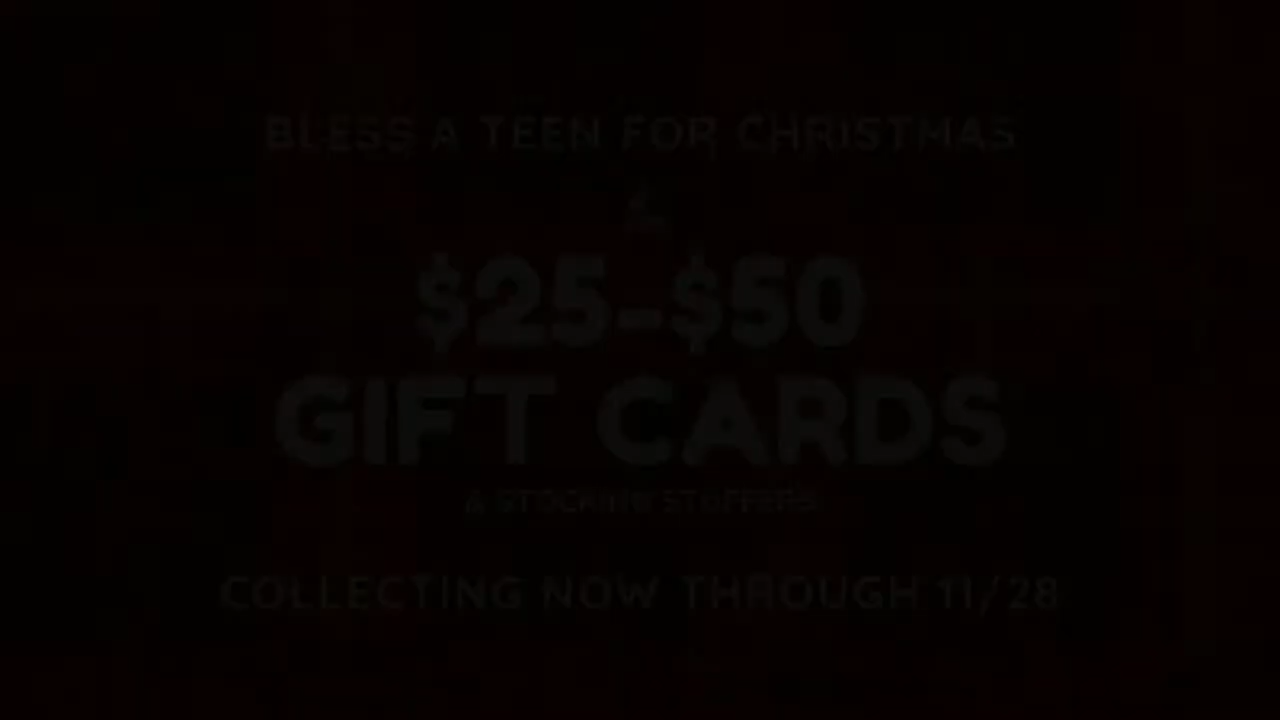 BLESS A TEEN FOR CHRISTMAS
$25-$50
GIFT CARDS
& STOCKING STUFFERS
COLLECTING NOW THROUGH 11/28